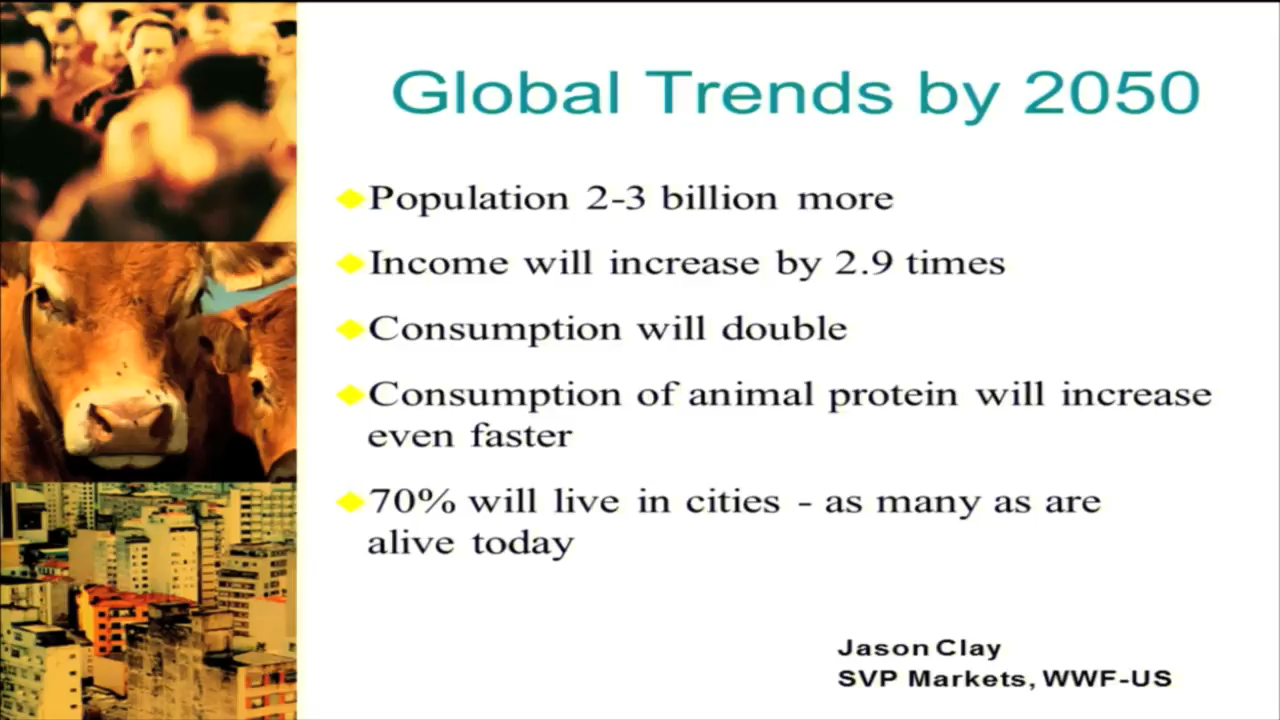 Global Trends by 2050
Population 2-3 billion more
Income will increase by 2.9 times
Consumption will double
Consumption of animal protein will increase
even faster
70% will live in cities - as many as are
alive today
Jason Clay
SVP Markets, WWF-US